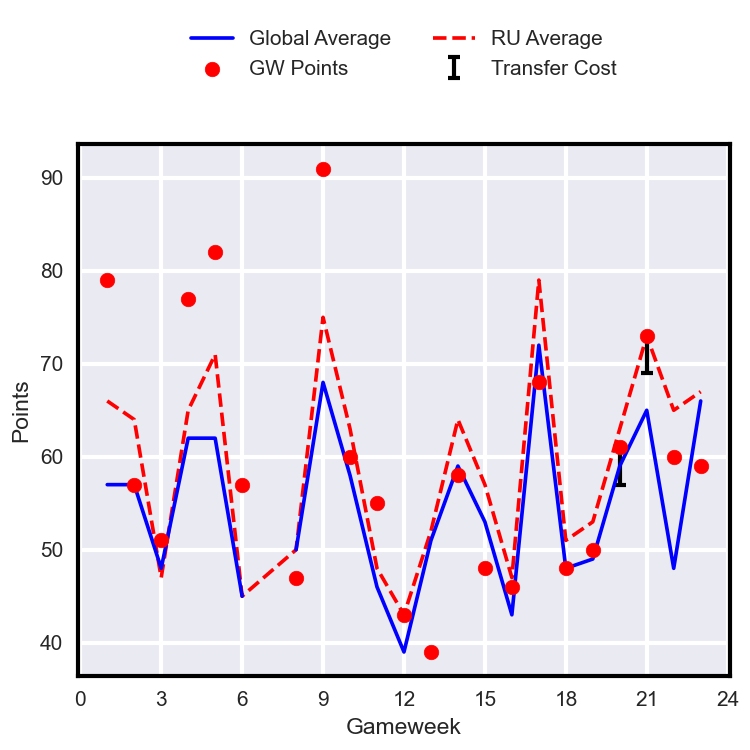 Global Average
RU Average
GW Points
Transfer Cost
90
80
70
60
50
40
Points
0 3 6 9 12 15 18 21 24
Gameweek